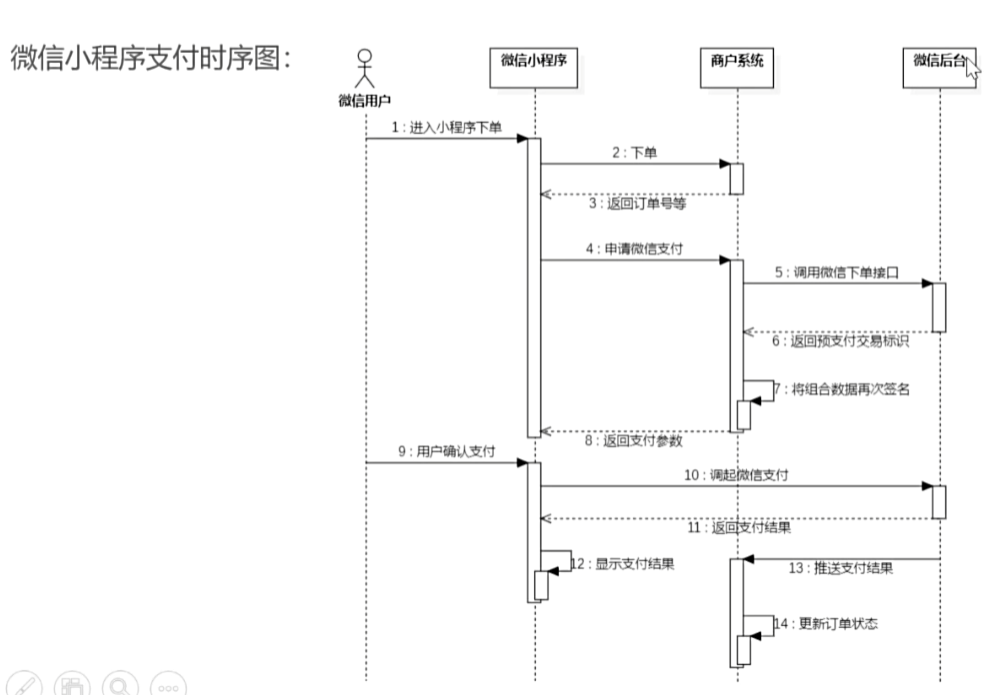 微信小程序支付时序图：
微信用户
微信小程序
商户系统
微信后台
1 : 进入小程序下单
2 : 下单
3 : 返回订单号等
4 : 申请微信支付
5 : 调用微信下单接口
6 : 返回预支付交易标识
7 : 将组合数据再次签名
8 : 返回支付参数
9 : 用户确认支付
10 : 调起微信支付
11 : 返回支付结果
12 : 显示支付结果
13 : 推送支付结果
14 : 更新订单状态